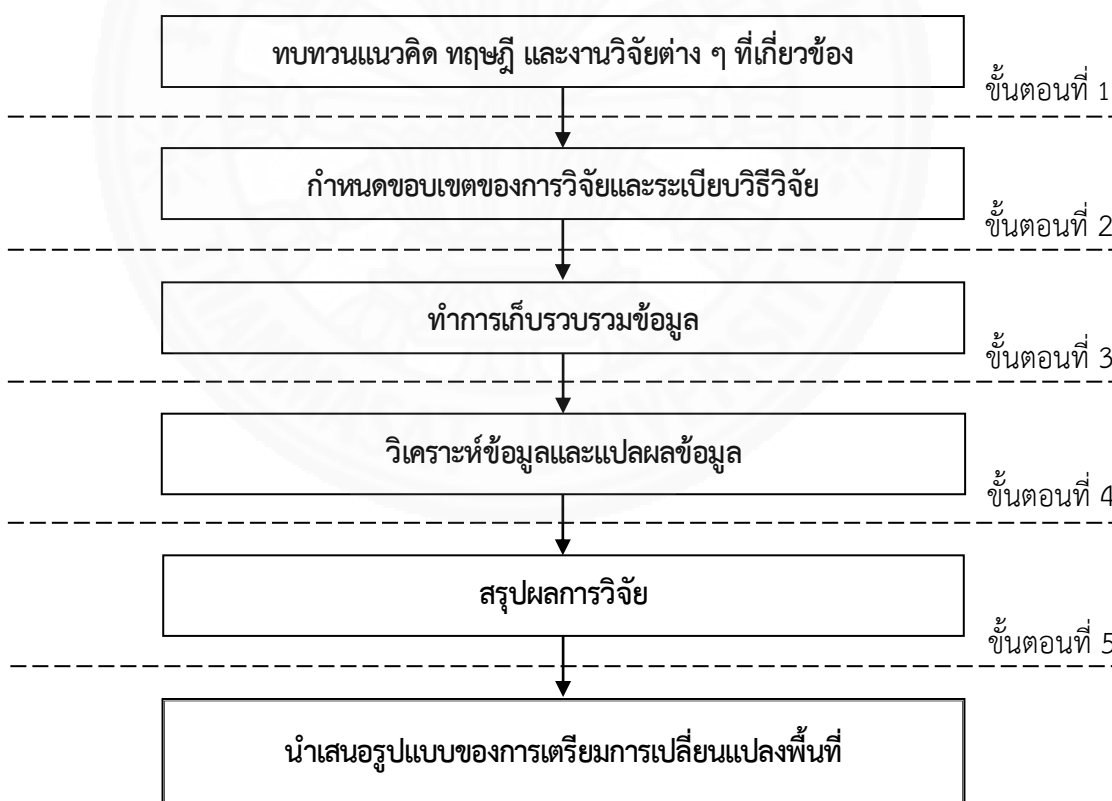 ทบทวนแนวคิด ทฤษฎี และงานวิจัยต่าง ๆ ที่เกี่ยวข้อง
ขั้นตอนที่ 1
กำหนดขอบเขตของการวิจัยและระเบียบวิธีวิจัย
ขั้นตอนที่ 2
ทำการเก็บรวบรวมข้อมูล
ขั้นตอนที่ 3
วิเคราะห์ข้อมูลและแปลผลข้อมูล
ขั้นตอนที่ 4
สรุปผลการวิจัย
ขั้นตอนที่ 5
นำเสนอรูปแบบของการเตรียมการเปลี่ยนแปลงพื้นที่